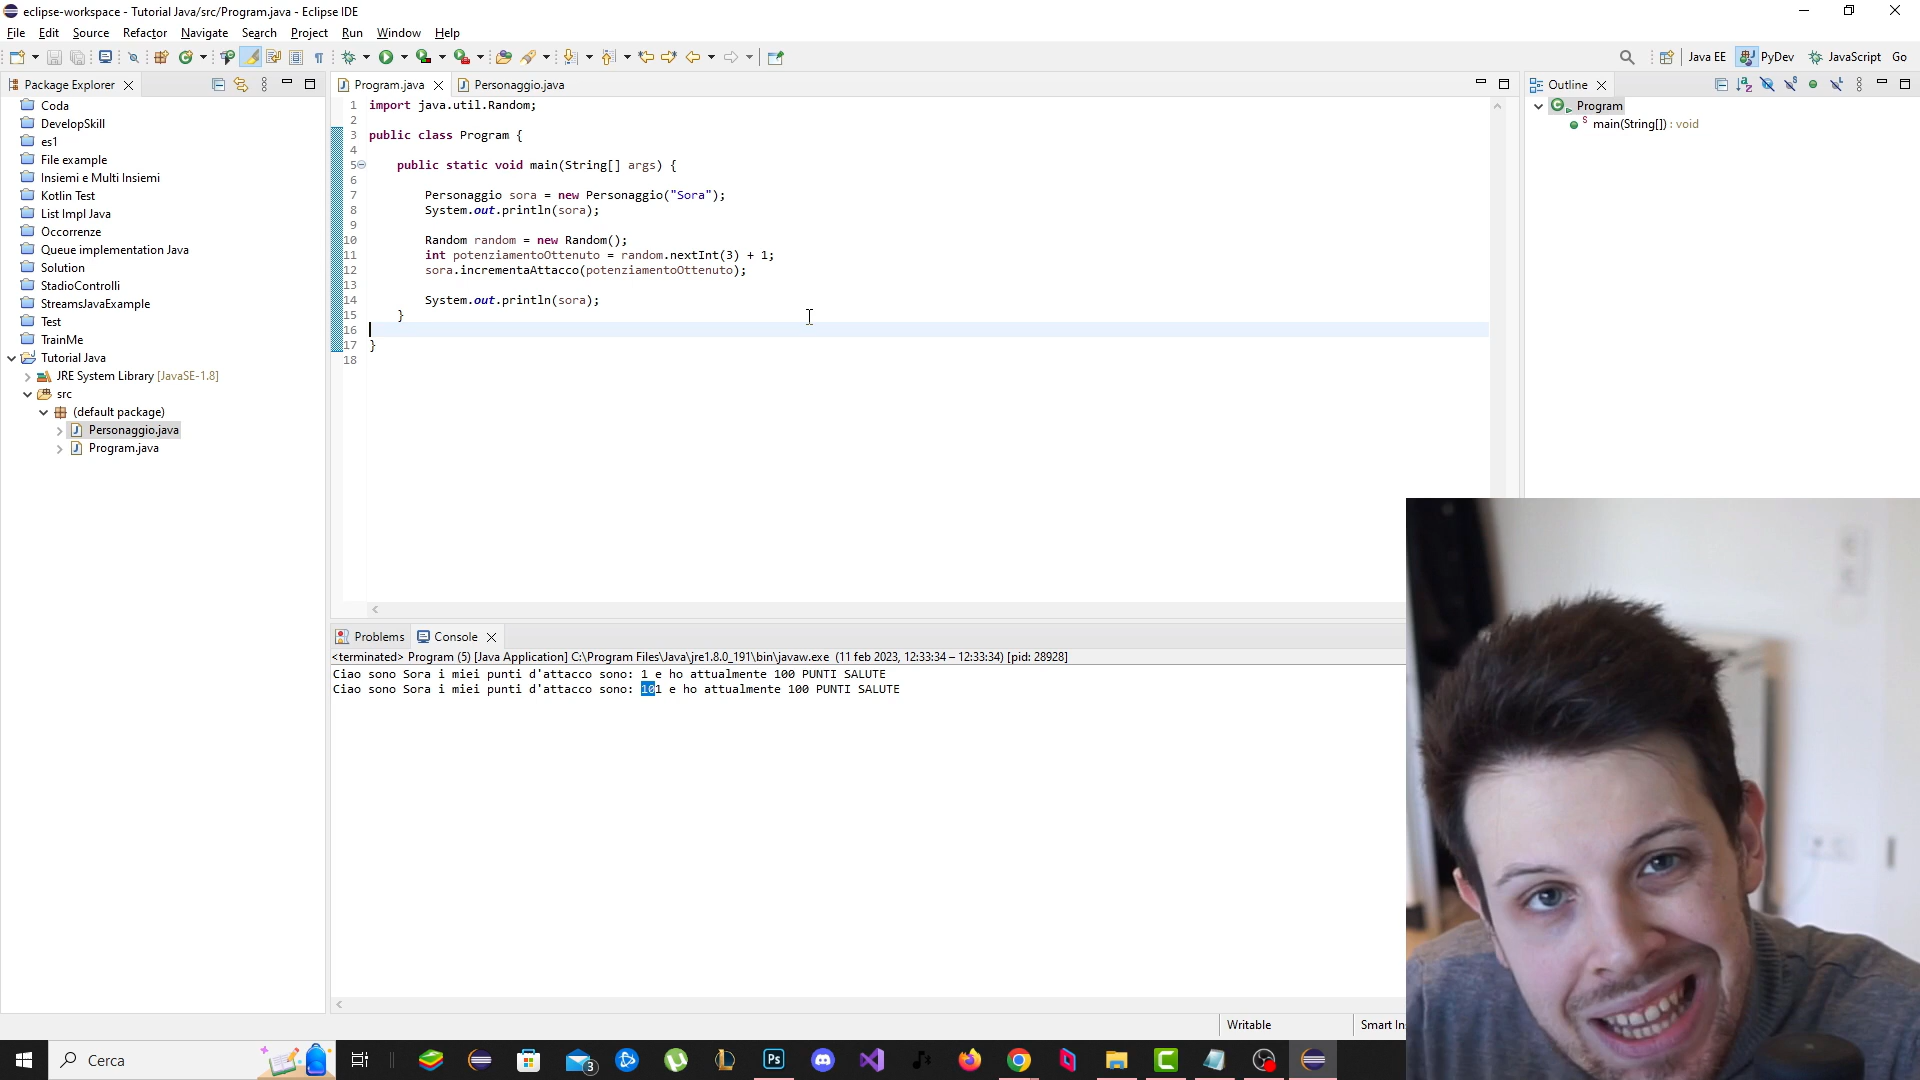 eclipse-workspace - Tutorial Java/src/Program.java - Eclipse IDE
File Edit Source Refactor Navigate Search Project Run Window Help
Java EE PyDev JavaScript Go
Package Explorer
Coda
DevelopSkill
es1
File example
Insiemi e Multi Insiemi
Kotlin Test
List Impl Java
Occorrenze
Queue implementation Java
Solution
StadioControlli
StreamsJavaExample
Test
TrainMe
Tutorial Java
JRE System Library [JavaSE-1.8]
src
(default package)
Personaggio.java
Program.java
Program.java Personaggio.java
1 import java.util.Random;
2
3 public class Program {
4
5 public static void main(String[] args) {
6
7 Personaggio sora = new Personaggio("Sora");
8 System.out.println(sora);
9
10 Random random = new Random();
11 int potenziamentoOttenuto = random.nextInt(3) + 1;
12 sora.incrementaAttacco(potenziamentoOttenuto);
13
14 System.out.println(sora);
15 }
16
17 }
18
Outline
Program
main(String[]) : void
Problems Console
<terminated> Program (5) [Java Application] C:\Program Files\Java\jre1.8.0_191\bin\javaw.exe (11 feb 2023, 12:33:34 – 12:33:34) [pid: 28928]
Ciao sono Sora i miei punti d'attacco sono: 1 e ho attualmente 100 PUNTI SALUTE
Ciao sono Sora i miei punti d'attacco sono: 101 e ho attualmente 100 PUNTI SALUTE
Writable Smart In
Cerca
3
Ps